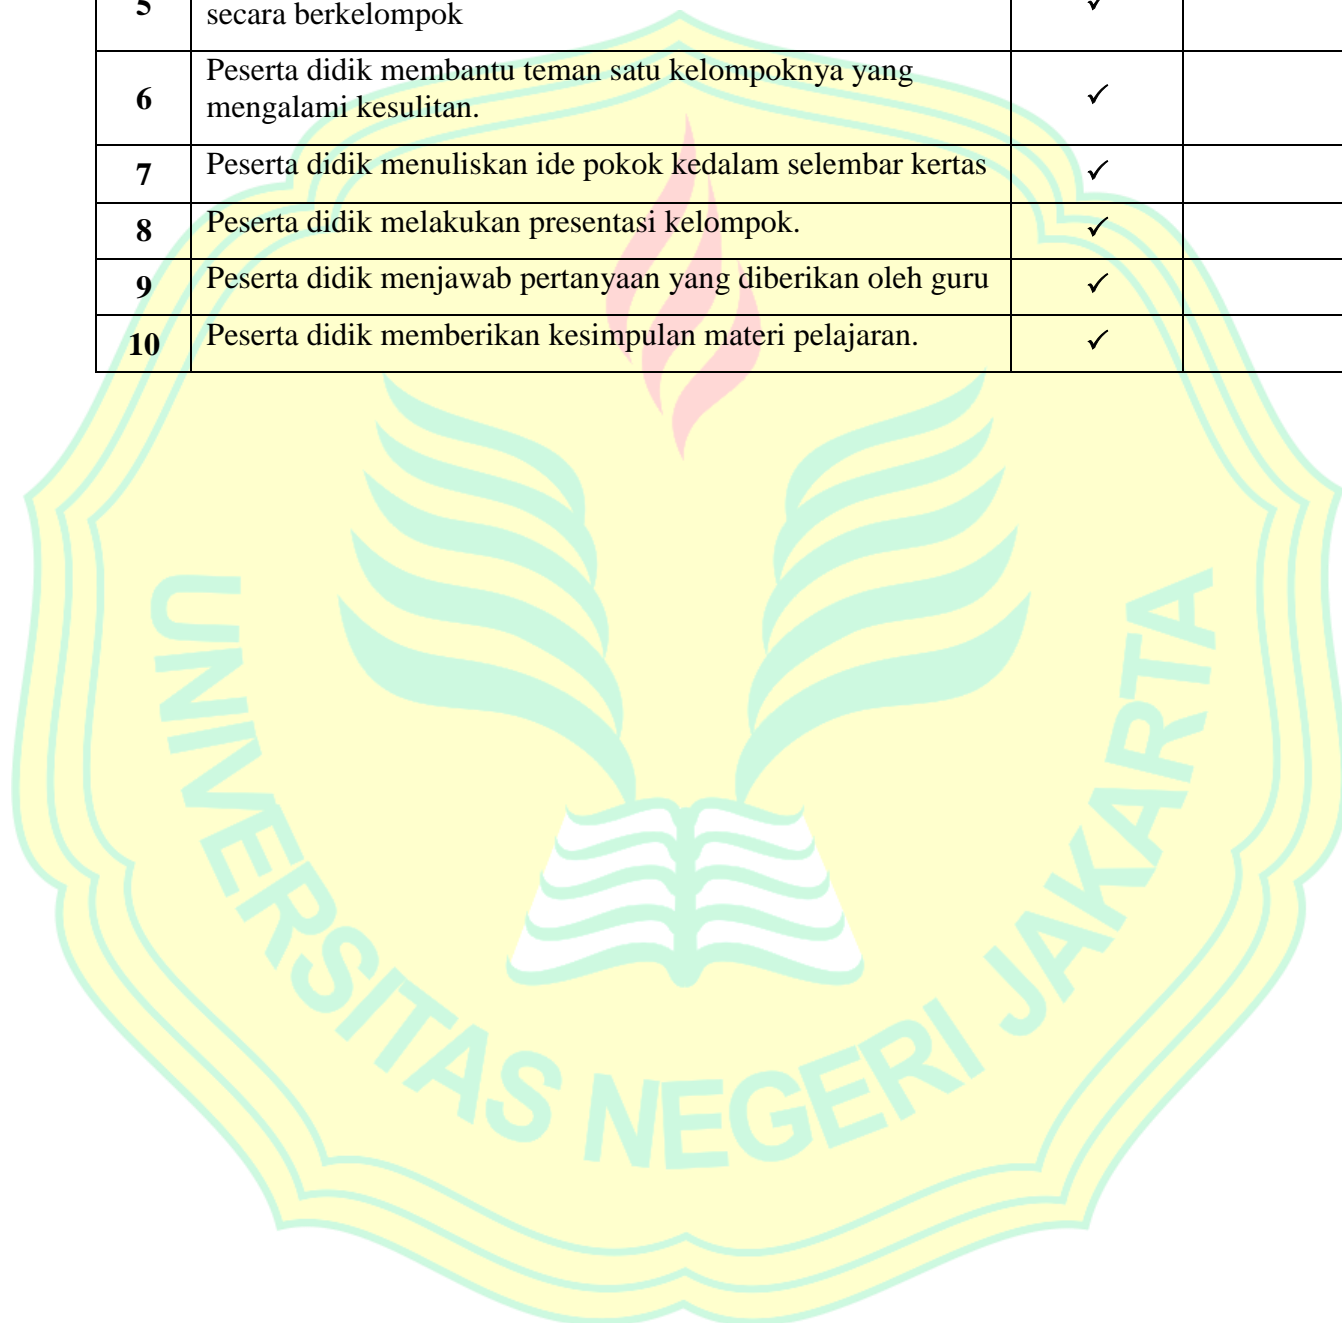 5 secara berkelompok ✓
Peserta didik membantu teman satu kelompoknya yang
6 mengalami kesulitan. ✓
7 Peserta didik menuliskan ide pokok kedalam selembar kertas ✓
8 Peserta didik melakukan presentasi kelompok. ✓
9 Peserta didik menjawab pertanyaan yang diberikan oleh guru ✓
10 Peserta didik memberikan kesimpulan materi pelajaran. ✓
UNIVERSITAS NEGERI JAKARTA